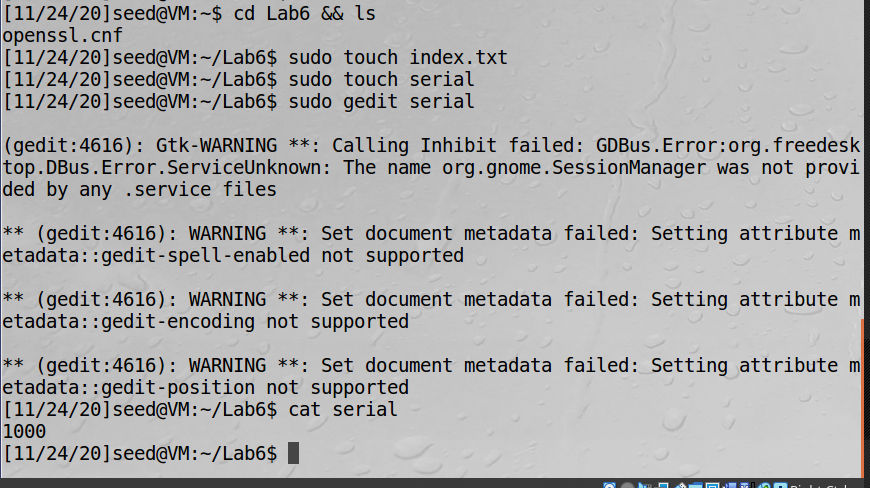 [11/24/20]seed@VM:~$ cd Lab6 && ls
openssl.cnf
[11/24/20]seed@VM:~/Lab6$ sudo touch index.txt
[11/24/20]seed@VM:~/Lab6$ sudo touch serial
[11/24/20]seed@VM:~/Lab6$ sudo gedit serial
(gedit:4616): Gtk-WARNING **: Calling Inhibit failed: GDBus.Error:org.freedesk
top.DBus.Error.ServiceUnknown: The name org.gnome.SessionManager was not provi
ded by any .service files
** (gedit:4616): WARNING **: Set document metadata failed: Setting attribute m
etadata::gedit-spell-enabled not supported
** (gedit:4616): WARNING **: Set document metadata failed: Setting attribute m
etadata::gedit-encoding not supported
** (gedit:4616): WARNING **: Set document metadata failed: Setting attribute m
etadata::gedit-position not supported
[11/24/20]seed@VM:~/Lab6$ cat serial
1000
[11/24/20]seed@VM:~/Lab6$